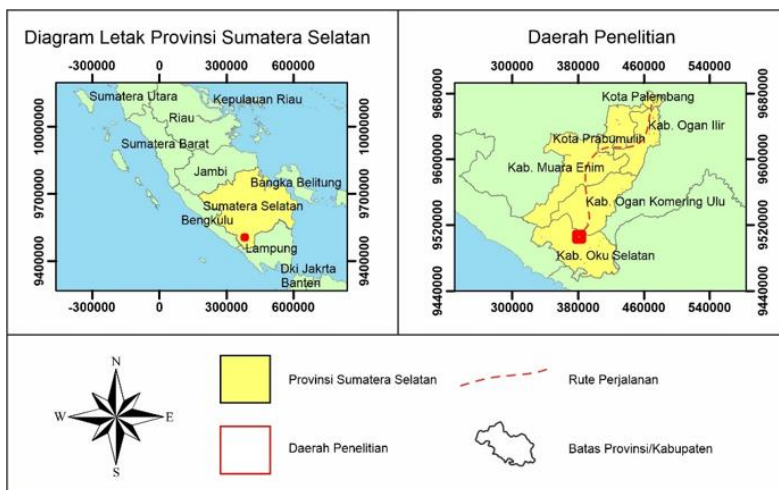 Diagram Letak Provinsi Sumatera Selatan
-300000 0 300000 600000
Sumatera Utara
Kepulauan Riau
Riau
Sumatera Barat
Jambi
Bangka Belitung
Sumatera Selatan
Bengkulu
Lampung
Dki Jakrta
Banten
10000000
9700000
9400000
10000000
9700000
9400000
-300000 0 300000 600000
Daerah Penelitian
300000 380000 460000 540000
Kota Palembang
Kab. Ogan Ilir
Kota Prabumulih
Kab. Muara Enim
Kab. Ogan Komering Ulu
Kab. Oku Selatan
9680000
9600000
9520000
9440000
9680000
9600000
9520000
9440000
300000 380000 460000 540000
N
W E
S
Provinsi Sumatera Selatan
Rute Perjalanan
Daerah Penelitian
Batas Provinsi/Kabupaten